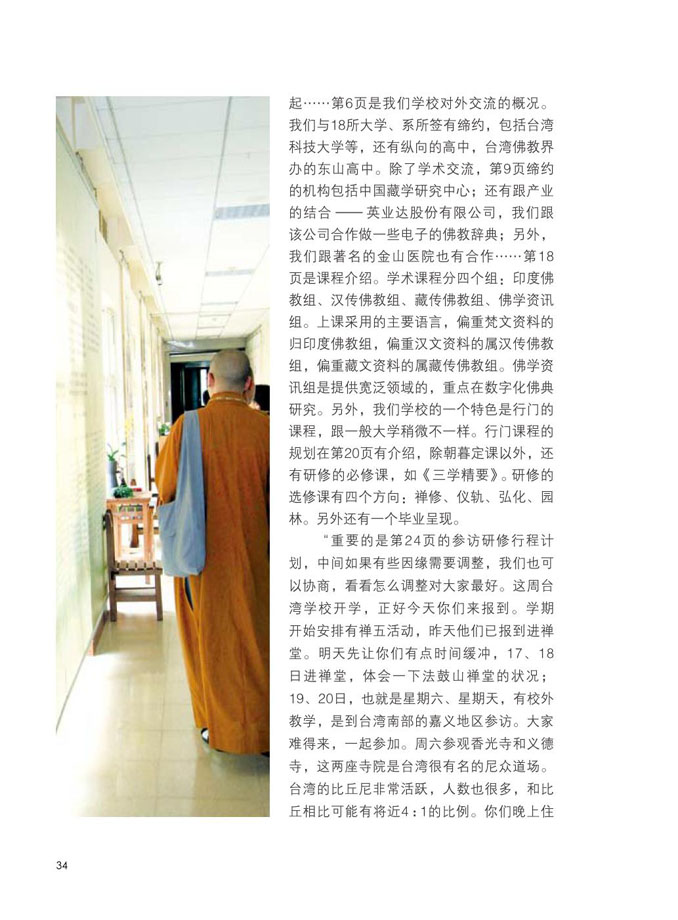 起……第6页是我们学校对外交流的概况。
我们与18所大学、系所签有缔约，包括台湾
科技大学等，还有纵向的高中，台湾佛教界
办的东山高中。除了学术交流，第9页缔约
的机构包括中国藏学研究中心；还有跟产业
的结合——英业达股份有限公司，我们跟
该公司合作做一些电子的佛教辞典；另外，
我们跟著名的金山医院也有合作……第18
页是课程介绍。学术课程分四个组：印度佛
教组、汉传佛教组、藏传佛教组、佛学资讯
组。上课采用的主要语言，偏重梵文资料的
归印度佛教组，偏重汉文资料的属汉传佛教
组，偏重藏文资料的属藏传佛教组。佛学资
讯组是提供宽泛领域的，重点在数字化佛典
研究。另外，我们学校的一个特色是行门的
课程，跟一般大学稍微不一样。行门课程的
规划在第20页有介绍，除朝暮定课以外，还
有研修的必修课，如《三学精要》。研修的
选修课有四个方向：禅修、仪轨、弘化、园
林。另外还有一个毕业呈现。
“重要的是第24页的参访研修行程计
划，中间如果有些因缘需要调整，我们也可
以协商，看看怎么调整对大家最好。这周台
湾学校开学，正好今天你们来报到。学期
开始安排有禅五活动，昨天他们已报到进禅
堂。明天先让你们有点时间缓冲，17、18
日进禅堂，体会一下法鼓山禅堂的状况；
19、20日，也就是星期六、星期天，有校外
教学，是到台湾南部的嘉义地区参访。大家
难得来，一起参加。周六参观香光寺和义德
寺，这两座寺院是台湾很有名的尼众道场。
台湾的比丘尼非常活跃，人数也很多，和比
丘相比可能有将近4：1的比例。你们晚上住
34